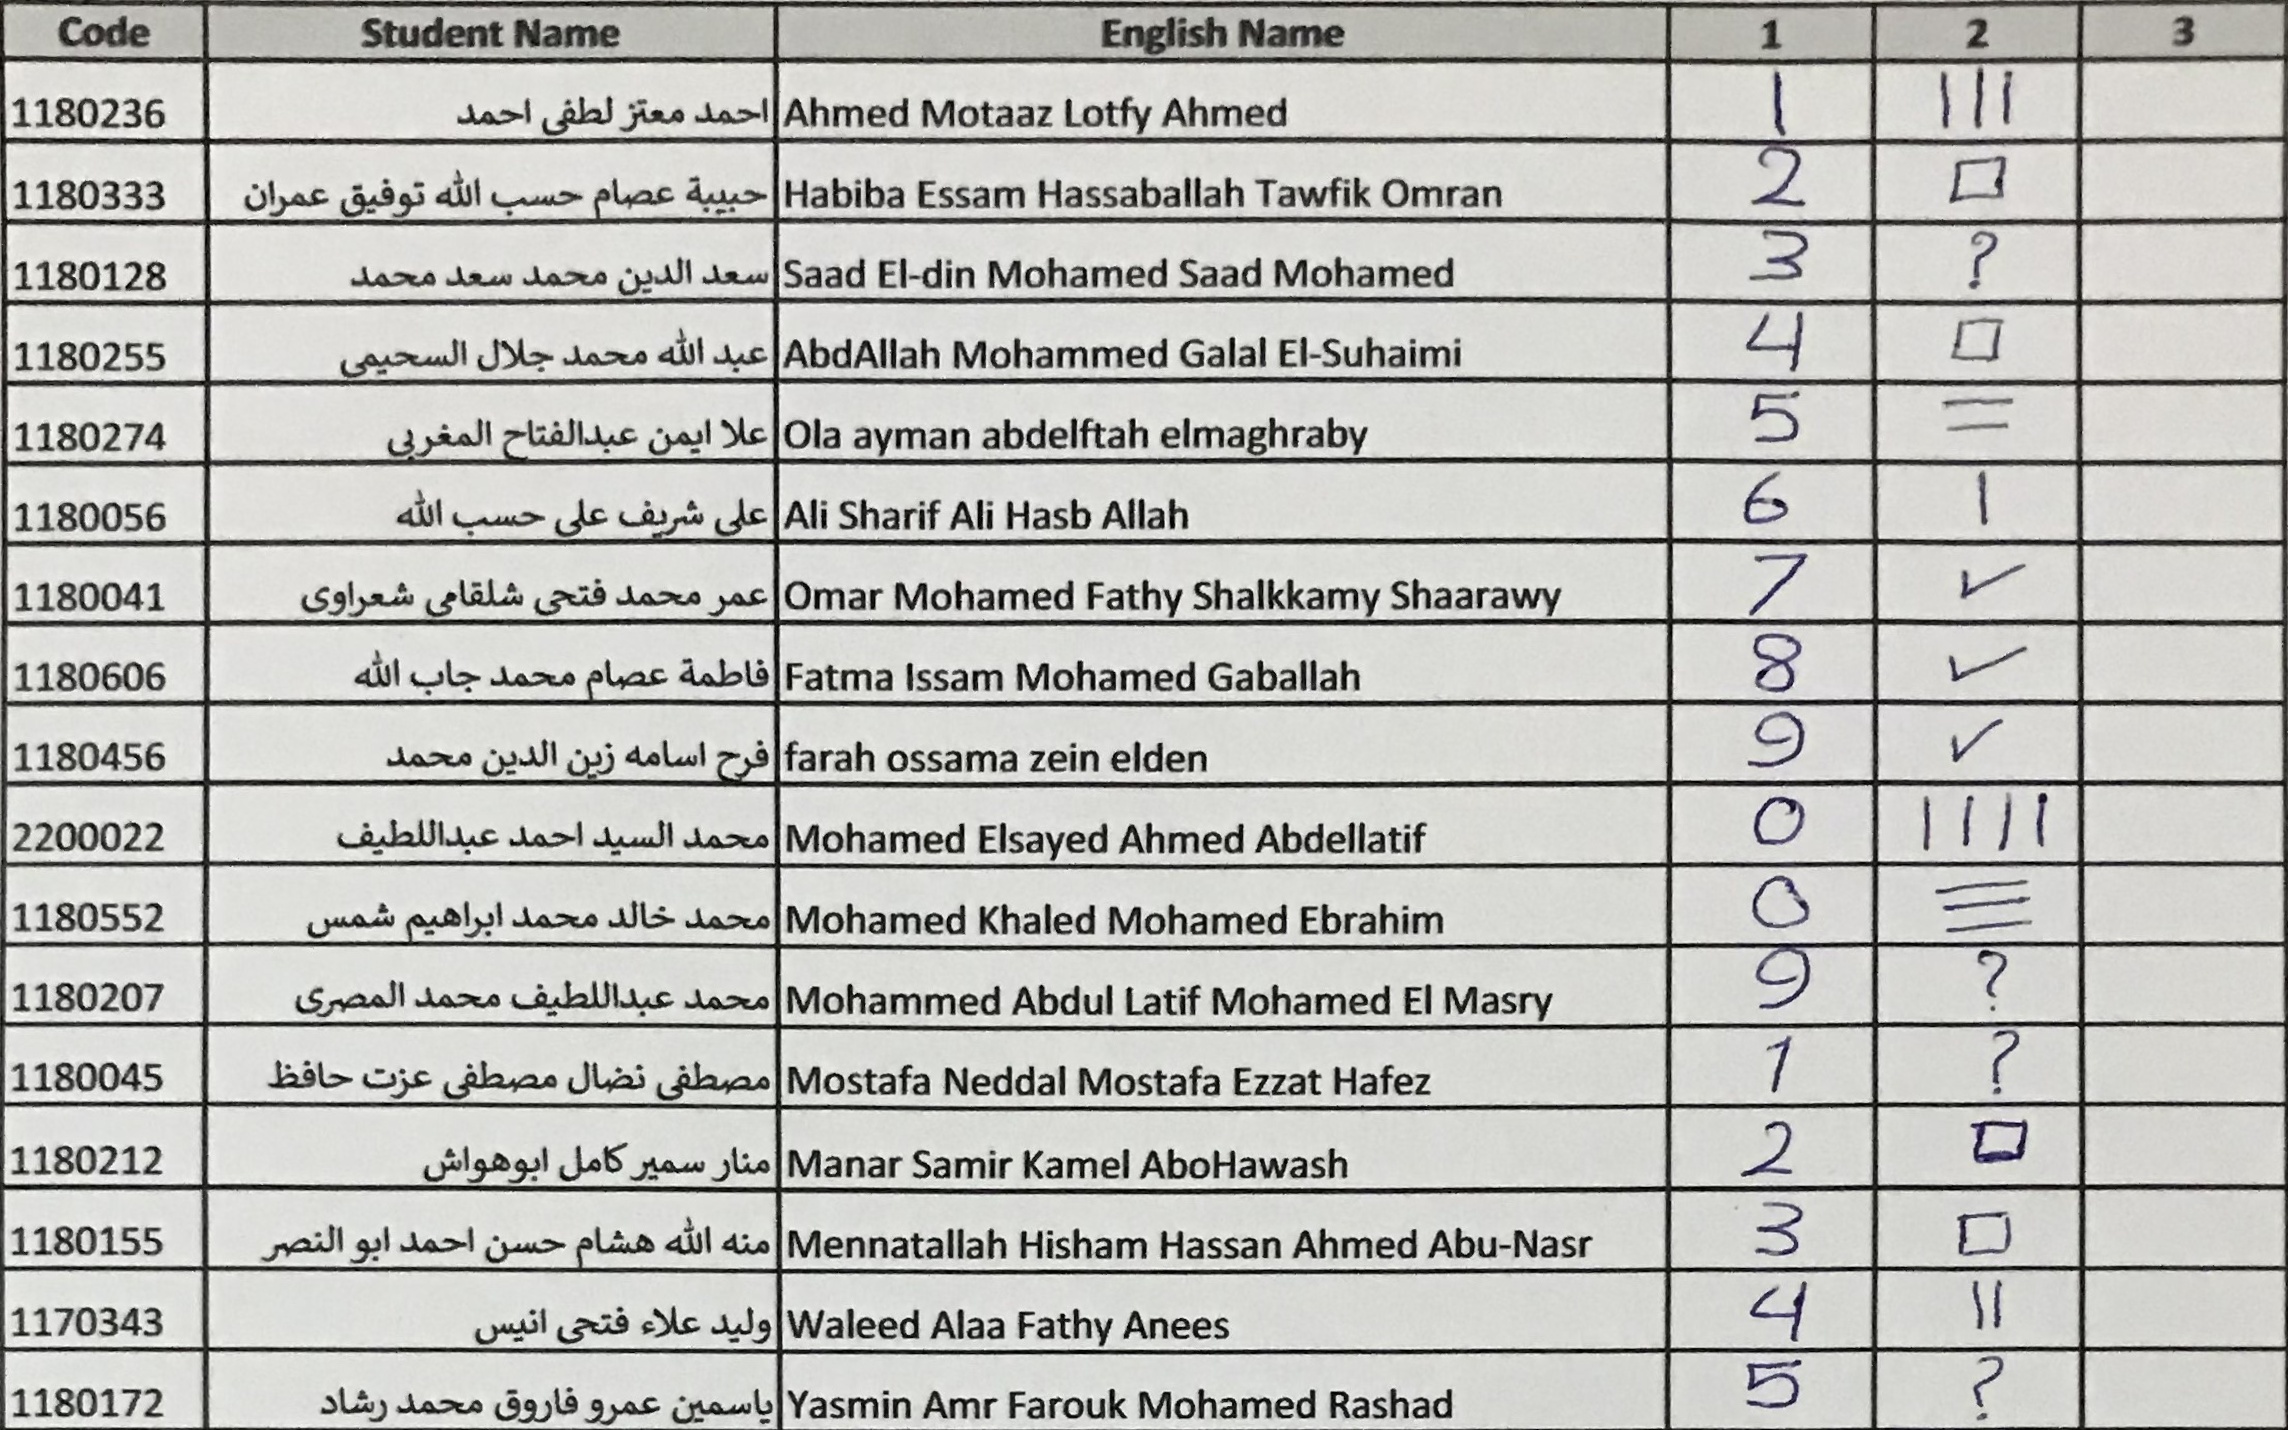 Code Student Name English Name 1 2 3
1180236 احمد معتز لطفى احمد Ahmed Motaaz Lotfy Ahmed 1 |||
1180333 حبيبة عصام حسب الله توفيق عمران Habiba Essam Hassaballah Tawfik Omran 2 □
1180128 سعد الدين محمد سعد محمد Saad El-din Mohamed Saad Mohamed 3 ?
1180255 عبد الله محمد جلال السحيمى AbdAllah Mohammed Galal El-Suhaimi 4 □
1180274 علا ايمن عبدالفتاح المغربى Ola ayman abdelftah elmaghraby 5 =
1180056 على شريف على حسب الله Ali Sharif Ali Hasb Allah 6 |
1180041 عمر محمد فتحى شلقامى شعراوى Omar Mohamed Fathy Shalkkamy Shaarawy 7 ✓
1180606 فاطمة عصام محمد جاب الله Fatma Issam Mohamed Gaballah 8 ✓
1180456 فرح اسامه زين الدين محمد farah ossama zein elden 9 ✓
2200022 محمد السيد احمد عبداللطيف Mohamed Elsayed Ahmed Abdellatif 0 ||||
1180552 محمد خالد محمد ابراهيم شمس Mohamed Khaled Mohamed Ebrahim 0 ≡
1180207 محمد عبداللطيف محمد المصرى Mohammed Abdul Latif Mohamed El Masry 9 ?
1180045 مصطفى نضال مصطفى عزت حافظ Mostafa Neddal Mostafa Ezzat Hafez 1 ?
1180212 منار سمير كامل ابوهواش Manar Samir Kamel AboHawash 2 □
1180155 منه الله هشام حسن احمد ابو النصر Mennatallah Hisham Hassan Ahmed Abu-Nasr 3 □
1170343 وليد علاء فتحى انيس Waleed Alaa Fathy Anees 4 ||
1180172 ياسمين عمرو فاروق محمد رشاد Yasmin Amr Farouk Mohamed Rashad 5 ?